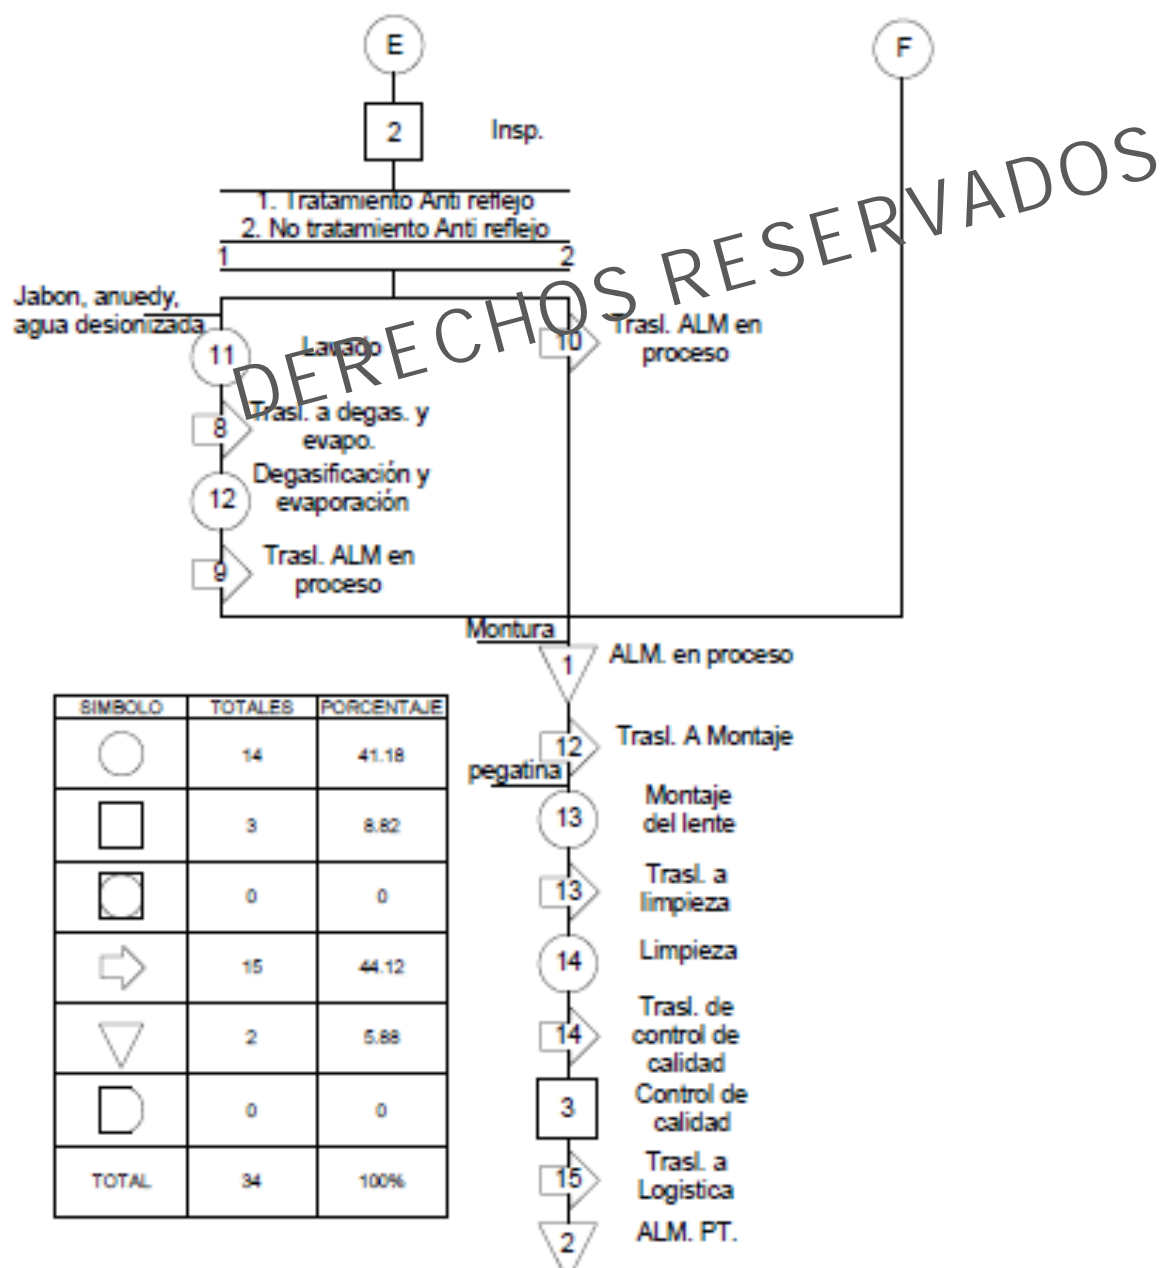 E
F
2
Insp.
1. Tratamiento Anti reflejo
2. No tratamiento Anti reflejo
1
2
DERECHOS RESERVADOS
Jabon, anuedy,
agua desionizada
11
Lavado
10
Trasl. ALM en
proceso
8
Trasl. a degas. y
evapo.
12
Degasificación y
evaporación
9
Trasl. ALM en
proceso
Montura
1
ALM. en proceso
12
Trasl. A Montaje
pegatina
13
Montaje
del lente
13
Trasl. a
limpieza
14
Limpieza
14
Trasl. de
control de
calidad
3
Control de
calidad
15
Trasl. a
Logistica
2
ALM. PT.
SIMBOLO TOTALES PORCENTAJE
14 41.18
3 8.82
0 0
15 44.12
2 5.88
0 0
TOTAL 34 100%